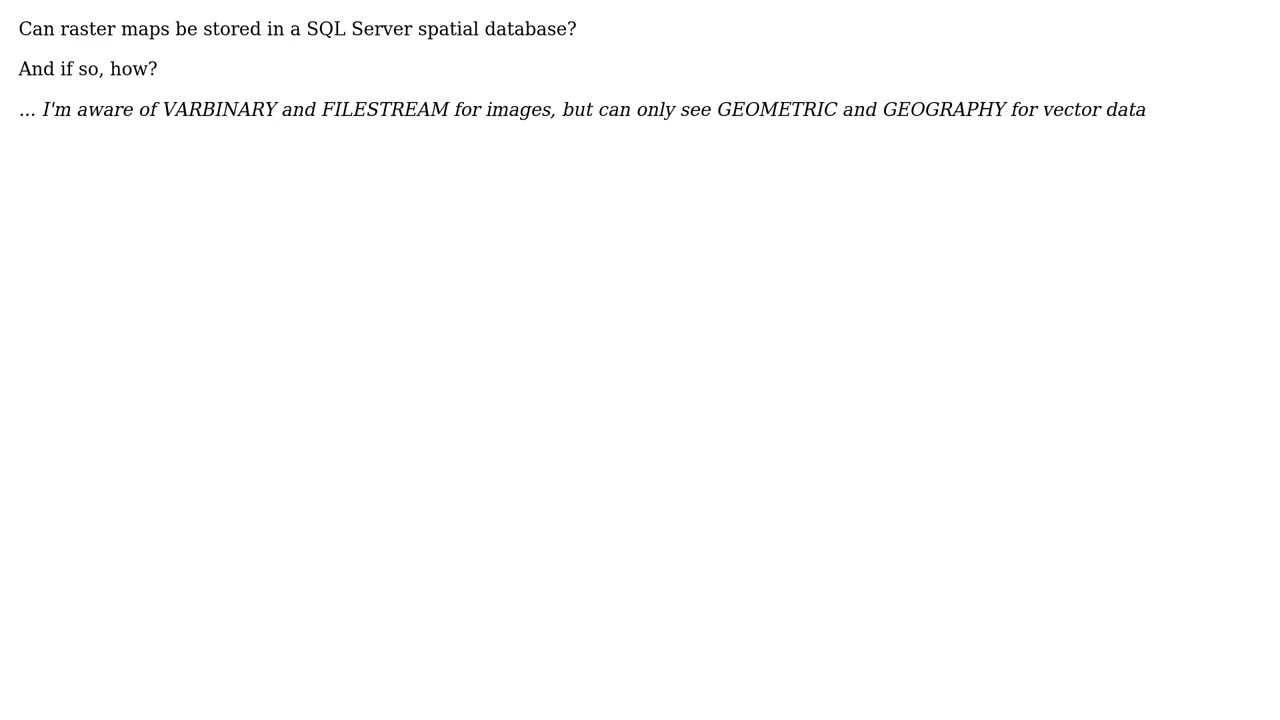 Can raster maps be stored in a SQL Server spatial database?
And if so, how?
... I'm aware of VARBINARY and FILESTREAM for images, but can only see GEOMETRIC and GEOGRAPHY for vector data